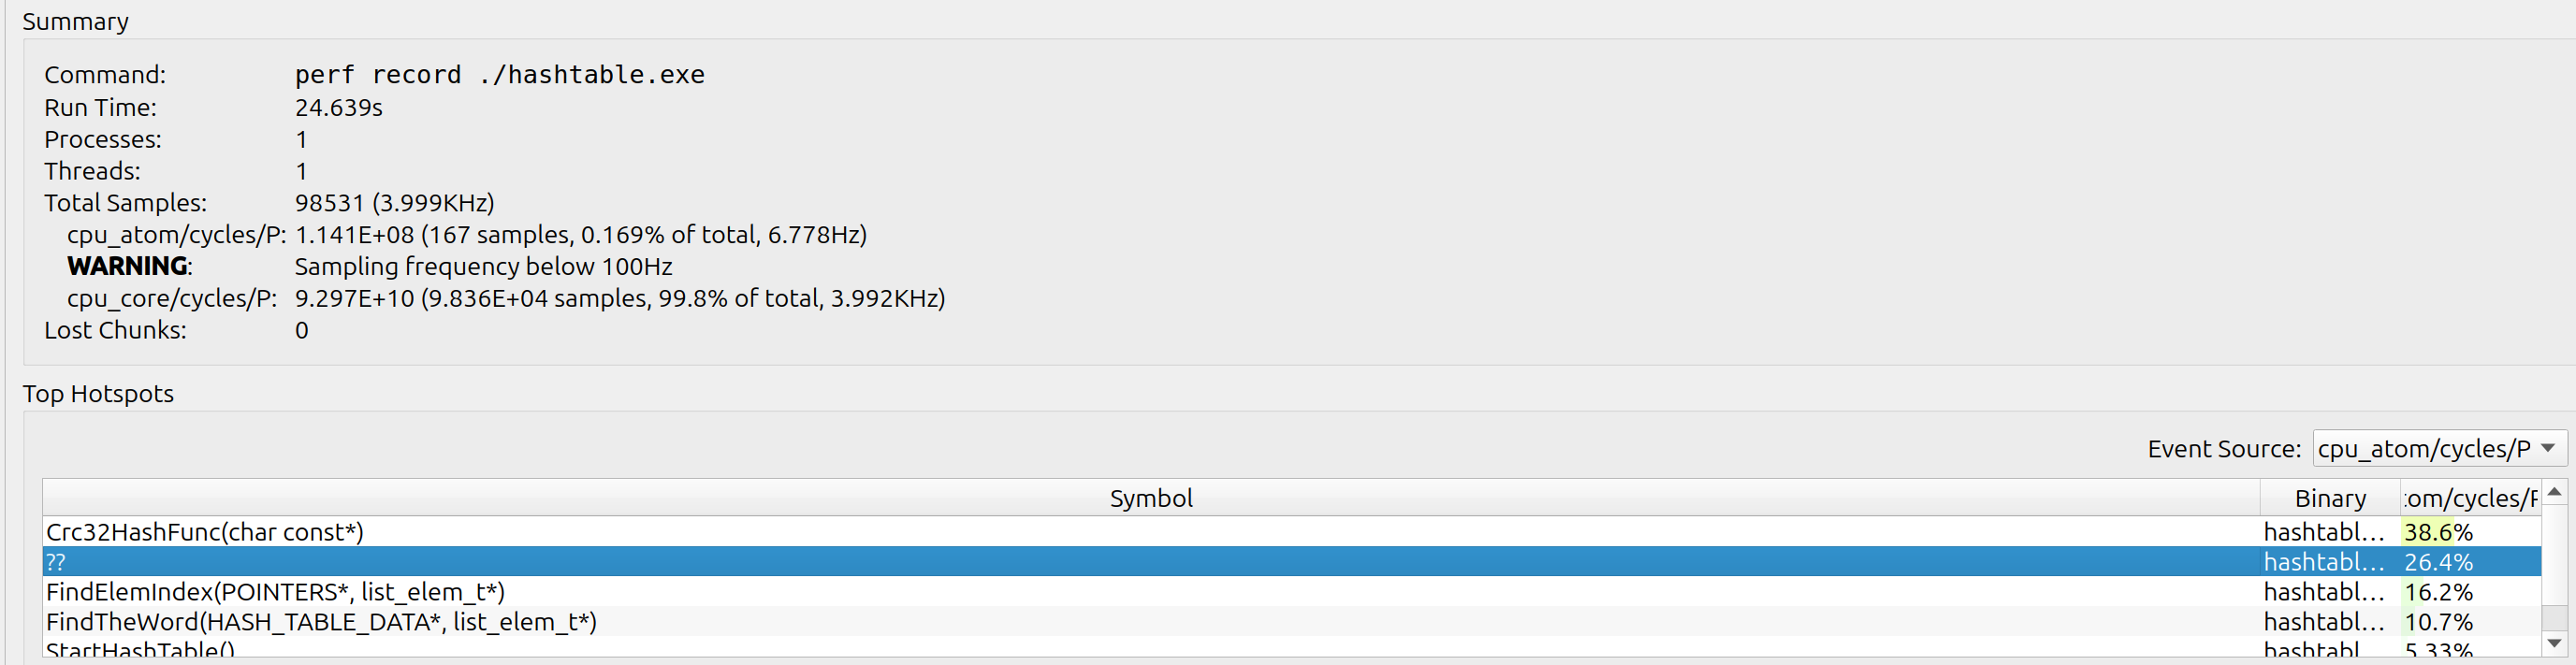 Summary
Command: perf record ./hashtable.exe
Run Time: 24.639s
Processes: 1
Threads: 1
Total Samples: 98531 (3.999KHz)
cpu_atom/cycles/P: 1.141E+08 (167 samples, 0.169% of total, 6.778Hz)
WARNING: Sampling frequency below 100Hz
cpu_core/cycles/P: 9.297E+10 (9.836E+04 samples, 99.8% of total, 3.992KHz)
Lost Chunks: 0
Top Hotspots
Event Source: cpu_atom/cycles/P
Symbol Binary om/cycles/P
Crc32HashFunc(char const*) hashtabl... 38.6%
?? hashtabl... 26.4%
FindElemIndex(POINTERS*, list_elem_t*) hashtabl... 16.2%
FindTheWord(HASH_TABLE_DATA*, list_elem_t*) hashtabl... 10.7%
StartHashTable() hashtabl 5.33%